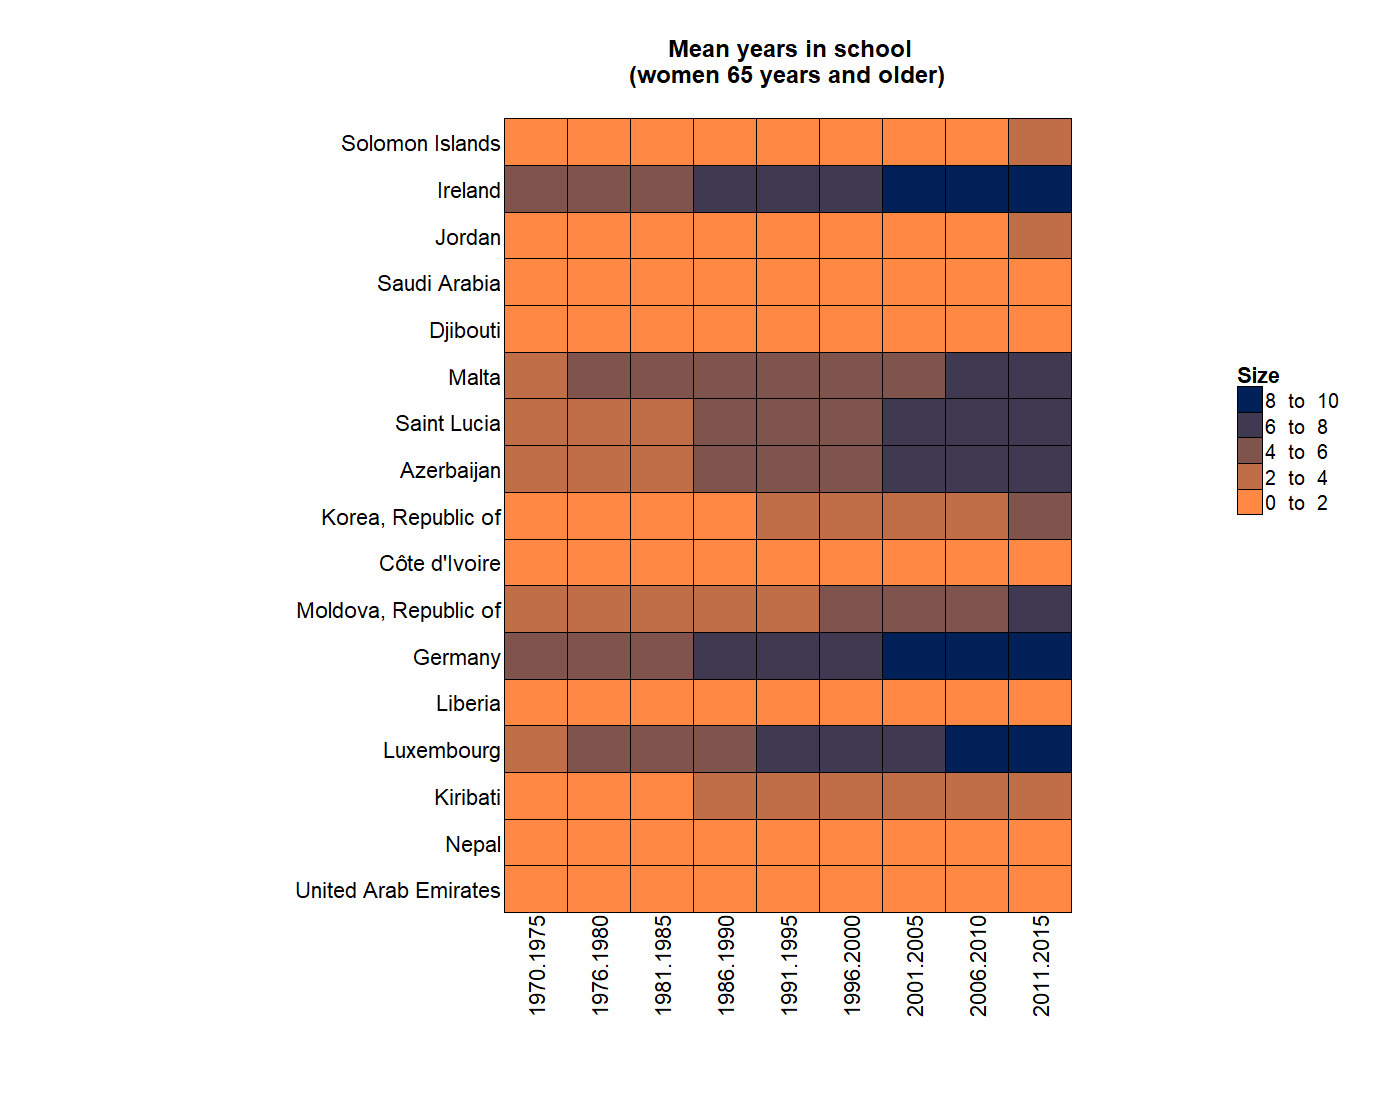 Mean years in school
(women 65 years and older)
Solomon Islands
Ireland
Jordan
Saudi Arabia
Djibouti
Malta
Saint Lucia
Azerbaijan
Korea, Republic of
Côte d'Ivoire
Moldova, Republic of
Germany
Liberia
Luxembourg
Kiribati
Nepal
United Arab Emirates
1970.1975
1976.1980
1981.1985
1986.1990
1991.1995
1996.2000
2001.2005
2006.2010
2011.2015
Size
8 to 10
6 to 8
4 to 6
2 to 4
0 to 2